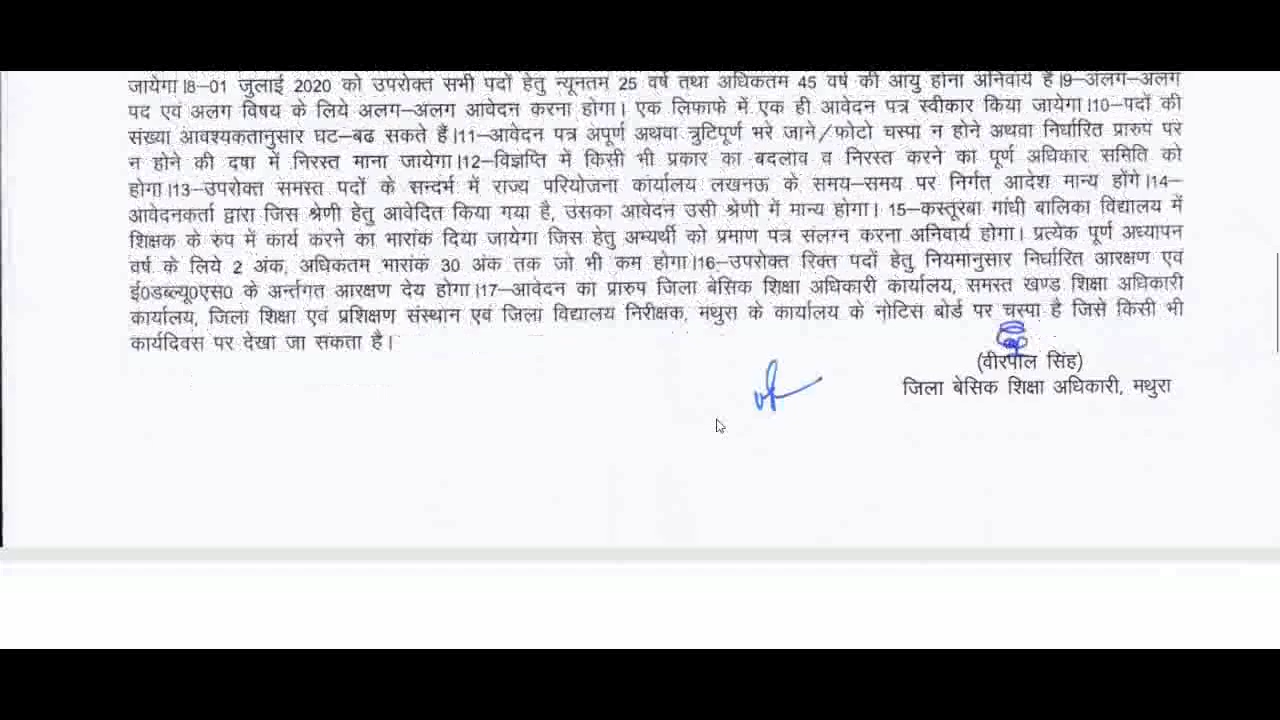 जायेगा।8–01 जुलाई 2020 को उपरोक्त सभी पदों हेतु न्यूनतम 25 वर्ष तथा अधिकतम 45 वर्ष की आयु होना अनिवार्य है।9–अलग–अलग
पद एवं अलग विषय के लिये अलग–अलग आवेदन करना होगा। एक लिफाफे में एक ही आवेदन पत्र स्वीकार किया जायेगा।10–पदों की
संख्या आवश्यकतानुसार घट–बढ सकते हैं।11–आवेदन पत्र अपूर्ण अथवा त्रुटिपूर्ण भरे जाने/फोटो चस्पा न होने अथवा निर्धारित प्रारुप पर
न होने की दषा में निरस्त माना जायेगा।12–विज्ञप्ति में किसी भी प्रकार का बदलाव व निरस्त करने का पूर्ण अधिकार समिति को
होगा।13–उपरोक्त समस्त पदों के सन्दर्भ में राज्य परियोजना कार्यालय लखनऊ के समय–समय पर निर्गत आदेश मान्य होंगे।14–
आवेदनकर्ता द्वारा जिस श्रेणी हेतु आवेदित किया गया है, उसका आवेदन उसी श्रेणी में मान्य होगा। 15–कस्तूरबा गांधी बालिका विद्यालय में
शिक्षक के रुप में कार्य करने का भारांक दिया जायेगा जिस हेतु अभ्यर्थी को प्रमाण पत्र संलग्न करना अनिवार्य होगा। प्रत्येक पूर्ण अध्यापन
वर्ष के लिये 2 अंक, अधिकतम भारांक 30 अंक तक जो भी कम होगा।16–उपरोक्त रिक्त पदों हेतु नियमानुसार निर्धारित आरक्षण एवं
ई0डब्ल्यू0एस0 के अर्न्तगत आरक्षण देय होगा।17–आवेदन का प्रारुप जिला बेसिक शिक्षा अधिकारी कार्यालय, समस्त खण्ड शिक्षा अधिकारी
कार्यालय, जिला शिक्षा एवं प्रशिक्षण संस्थान एवं जिला विद्यालय निरीक्षक, मथुरा के कार्यालय के नोटिस बोर्ड पर चस्पा है जिसे किसी भी
कार्यदिवस पर देखा जा सकता है।
(वीरपाल सिंह)
जिला बेसिक शिक्षा अधिकारी, मथुरा